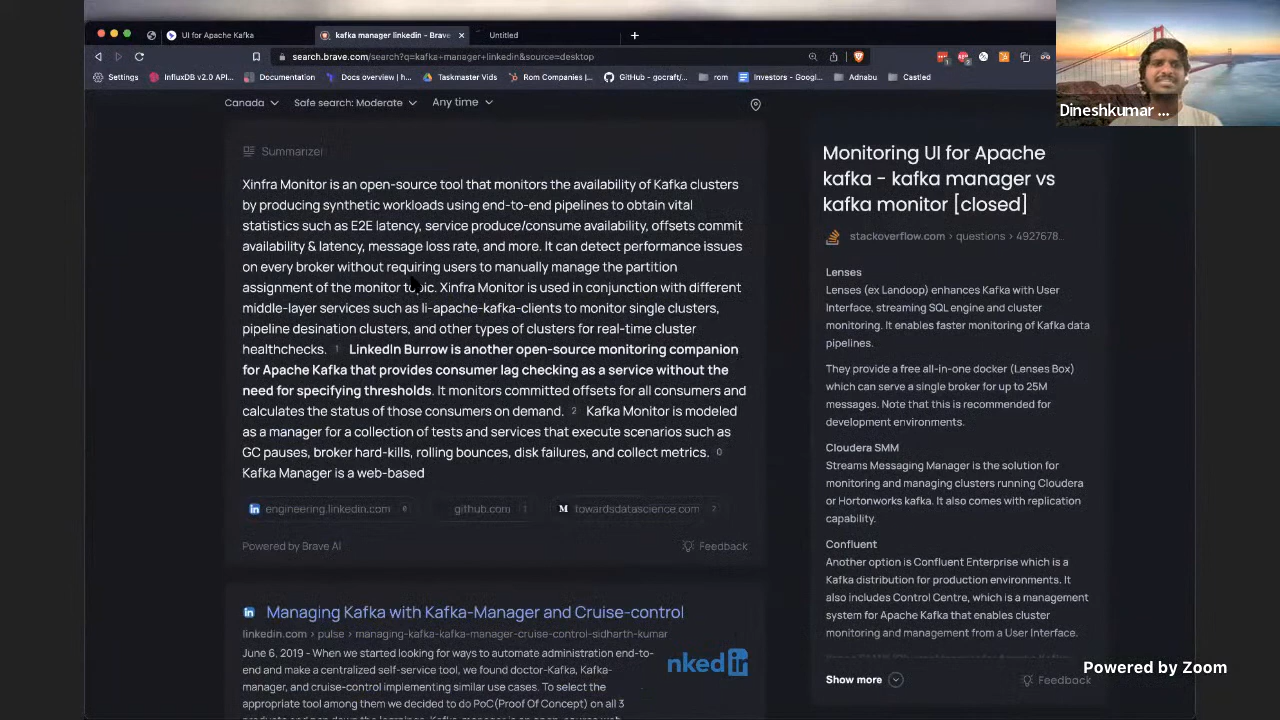 UI for Apache Kafka
kafka manager linkedin - Brave
Untitled
search.brave.com/search?q=kafka+manager+linkedin&source=desktop
Settings
InfluxDB v2.0 API...
Documentation
Docs overview | h...
Taskmaster Vids
Rom Companies |...
GitHub - gocraft/...
rom
Investors - Googl...
Adnabu
Castled
Dineshkumar ...
Canada
Safe search: Moderate
Any time
Summarizer
Xinfra Monitor is an open-source tool that monitors the availability of Kafka clusters
by producing synthetic workloads using end-to-end pipelines to obtain vital
statistics such as E2E latency, service produce/consume availability, offsets commit
availability & latency, message loss rate, and more. It can detect performance issues
on every broker without requiring users to manually manage the partition
assignment of the monitor topic. Xinfra Monitor is used in conjunction with different
middle-layer services such as li-apache-kafka-clients to monitor single clusters,
pipeline desination clusters, and other types of clusters for real-time cluster
healthchecks. 1 LinkedIn Burrow is another open-source monitoring companion
for Apache Kafka that provides consumer lag checking as a service without the
need for specifying thresholds. It monitors committed offsets for all consumers and
calculates the status of those consumers on demand. 2 Kafka Monitor is modeled
as a manager for a collection of tests and services that execute scenarios such as
GC pauses, broker hard-kills, rolling bounces, disk failures, and collect metrics. 0
Kafka Manager is a web-based
engineering.linkedin.com 0
github.com 1
towardsdatascience.com 2
Powered by Brave AI
Feedback
Managing Kafka with Kafka-Manager and Cruise-control
linkedin.com › pulse › managing-kafka-kafka-manager-cruise-control-sidharth-kumar
June 6, 2019 - When we started looking for ways to automate administration end-to-
end and make a centralized self-service tool, we found doctor-Kafka, Kafka-
manager, and cruise-control implementing similar use cases. To select the
appropriate tool among them we decided to do PoC(Proof Of Concept) on all 3
nkedin
Monitoring UI for Apache
kafka - kafka manager vs
kafka monitor [closed]
stackoverflow.com › questions › 4927678...
Lenses
Lenses (ex Landoop) enhances Kafka with User
Interface, streaming SQL engine and cluster
monitoring. It enables faster monitoring of Kafka data
pipelines.
They provide a free all-in-one docker (Lenses Box)
which can serve a single broker for up to 25M
messages. Note that this is recommended for
development environments.
Cloudera SMM
Streams Messaging Manager is the solution for
monitoring and managing clusters running Cloudera
or Hortonworks kafka. It also comes with replication
capability.
Confluent
Another option is Confluent Enterprise which is a
Kafka distribution for production environments. It
also includes Control Centre, which is a management
system for Apache Kafka that enables cluster
monitoring and management from a User Interface.
Show more
Feedback
Powered by Zoom